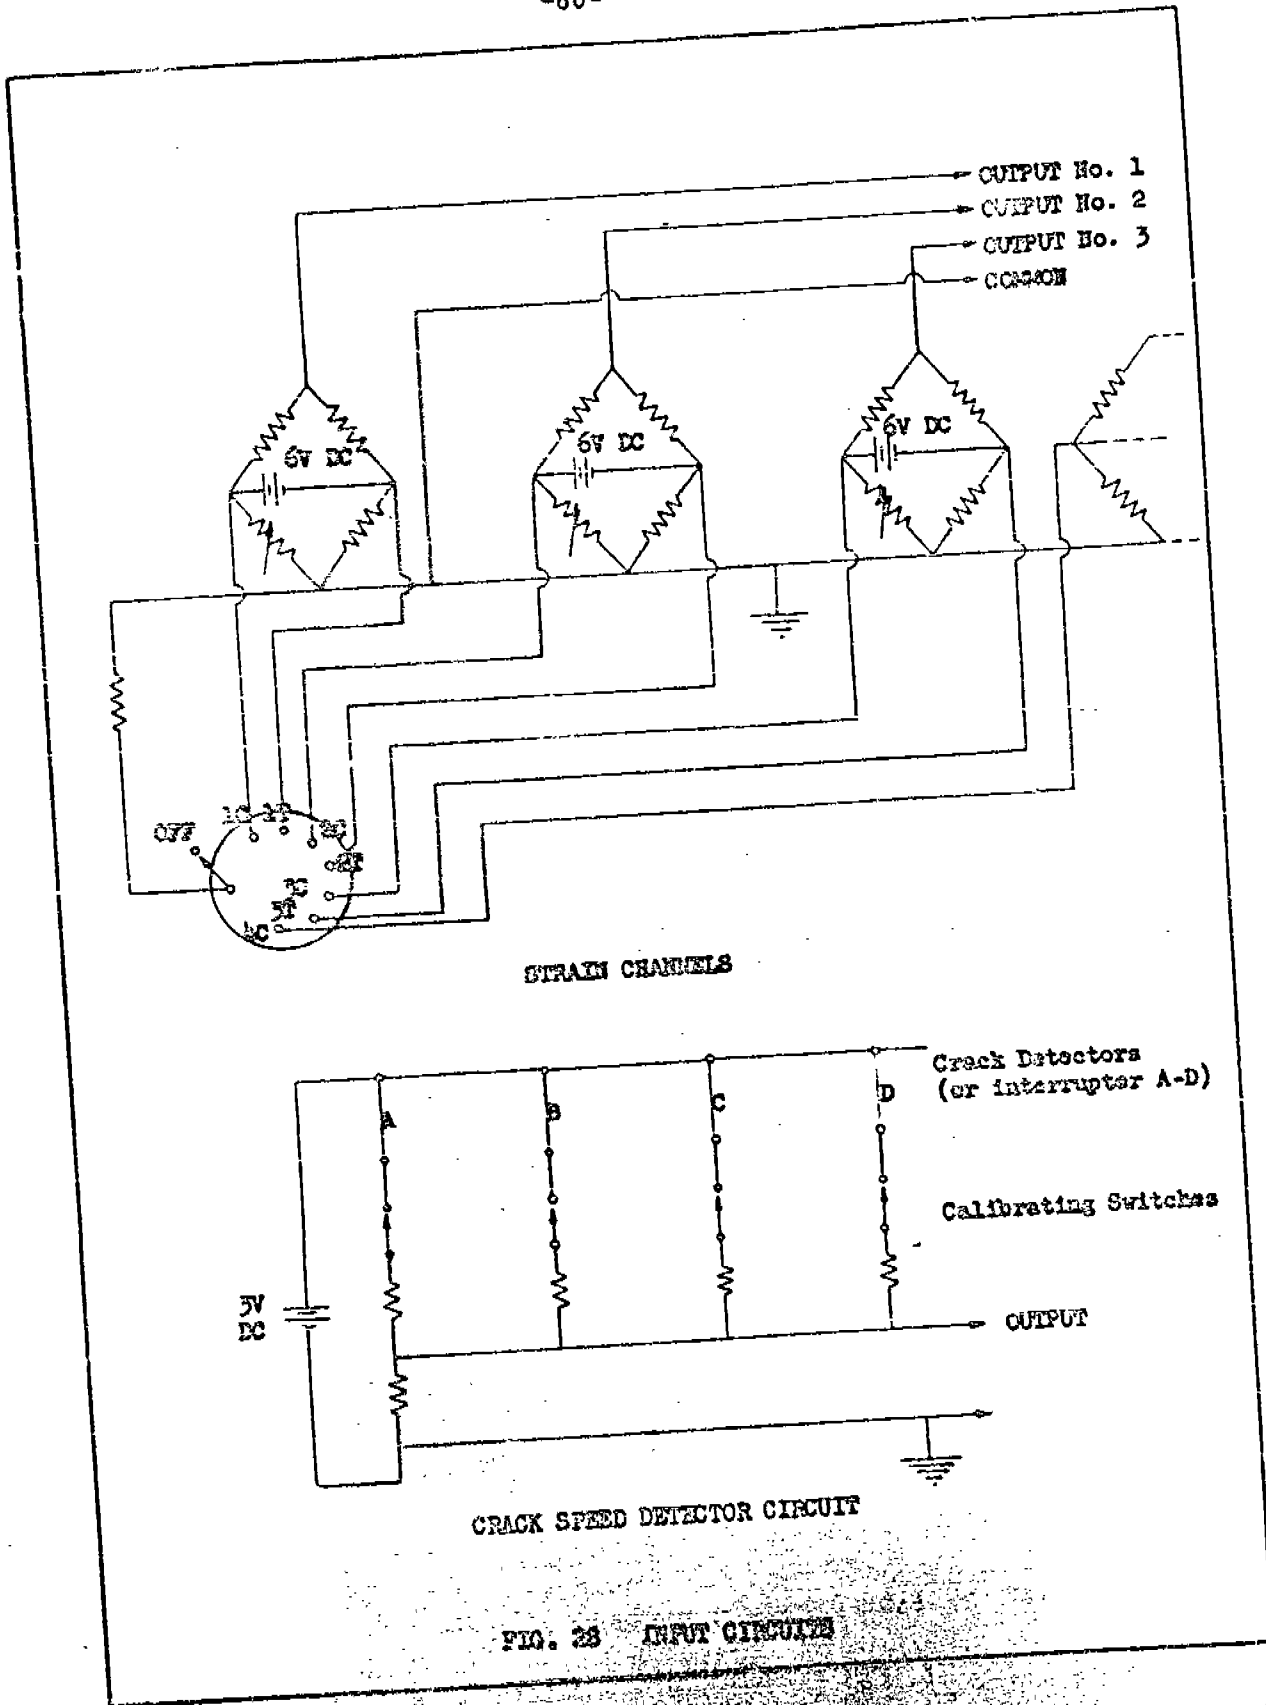 OUTPUT No. 1
OUTPUT No. 2
OUTPUT No. 3
COMMON
6V DC
6V DC
6V DC
OFF
1C 1T
2C
2T
3C
3T
4C
STRAIN CHANNELS
Crack Detectors
(or interrupter A-D)
A
B
C
D
Calibrating Switches
3V
DC
OUTPUT
CRACK SPEED DETECTOR CIRCUIT
FIG. 28 INPUT CIRCUITS